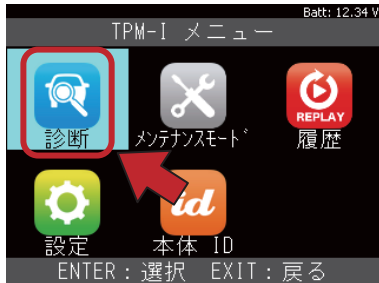 Batt: 12.34 V
TPM-I メニュー
REPLAY
診断 メンテナンスモード 履歴
id
設定 本体 ID
ENTER：選択 EXIT：戻る